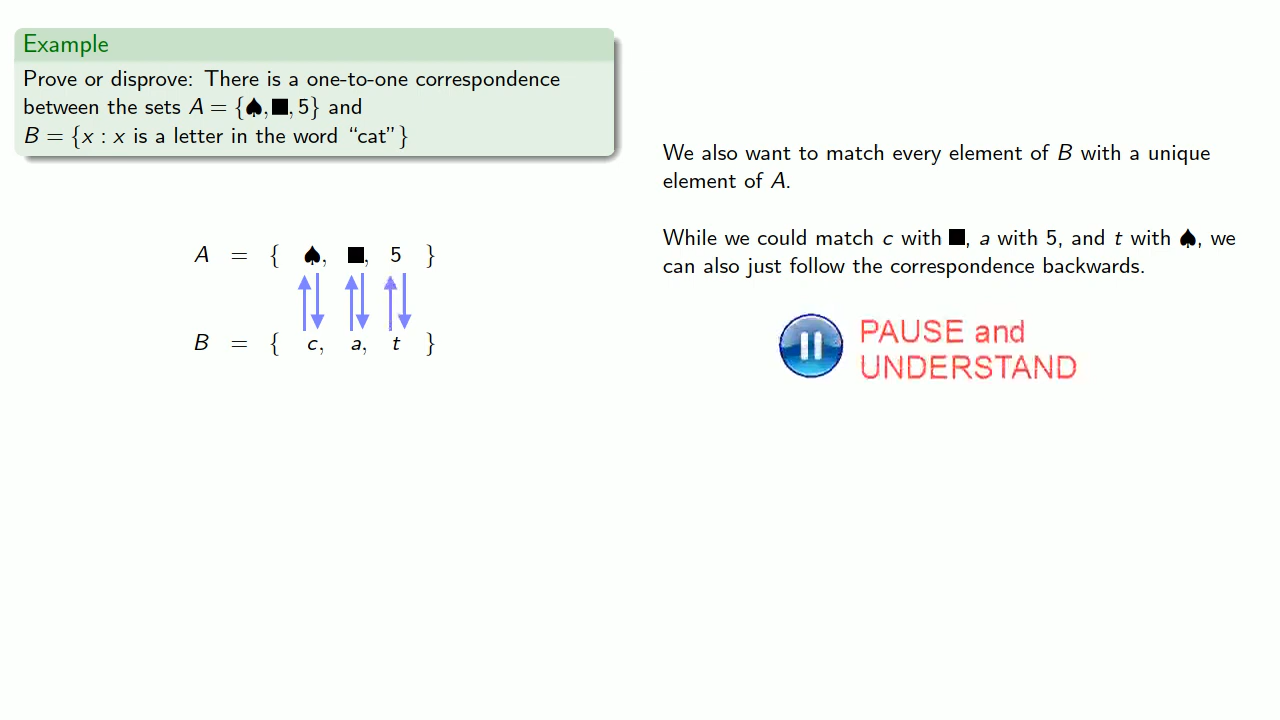 Example
Prove or disprove: There is a one-to-one correspondence
between the sets A = {♠, ■, 5} and
B = {x : x is a letter in the word “cat”}
We also want to match every element of B with a unique
element of A.
While we could match c with ■, a with 5, and t with ♠, we
can also just follow the correspondence backwards.
A = { ♠, ■, 5 }
B = { c, a, t }
PAUSE and
UNDERSTAND